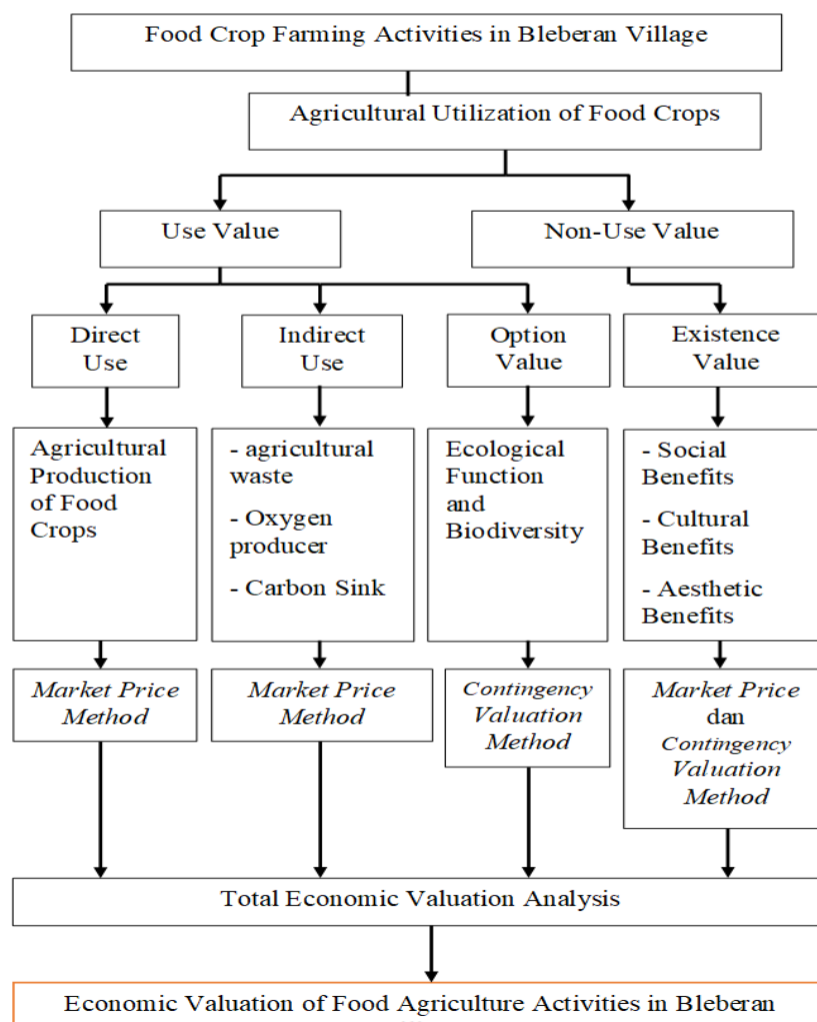 Food Crop Farming Activities in Bleberan Village
Agricultural Utilization of Food Crops
Use Value
Non-Use Value
Direct
Use
Indirect
Use
Option
Value
Existence
Value
Agricultural
Production
of Food
Crops
- agricultural
waste
- Oxygen
producer
- Carbon Sink
Ecological
Function
and
Biodiversity
- Social
Benefits
- Cultural
Benefits
- Aesthetic
Benefits
Market Price
Method
Market Price
Method
Contingency
Valuation
Method
Market Price
dan
Contingency
Valuation
Method
Total Economic Valuation Analysis
Economic Valuation of Food Agriculture Activities in Bleberan